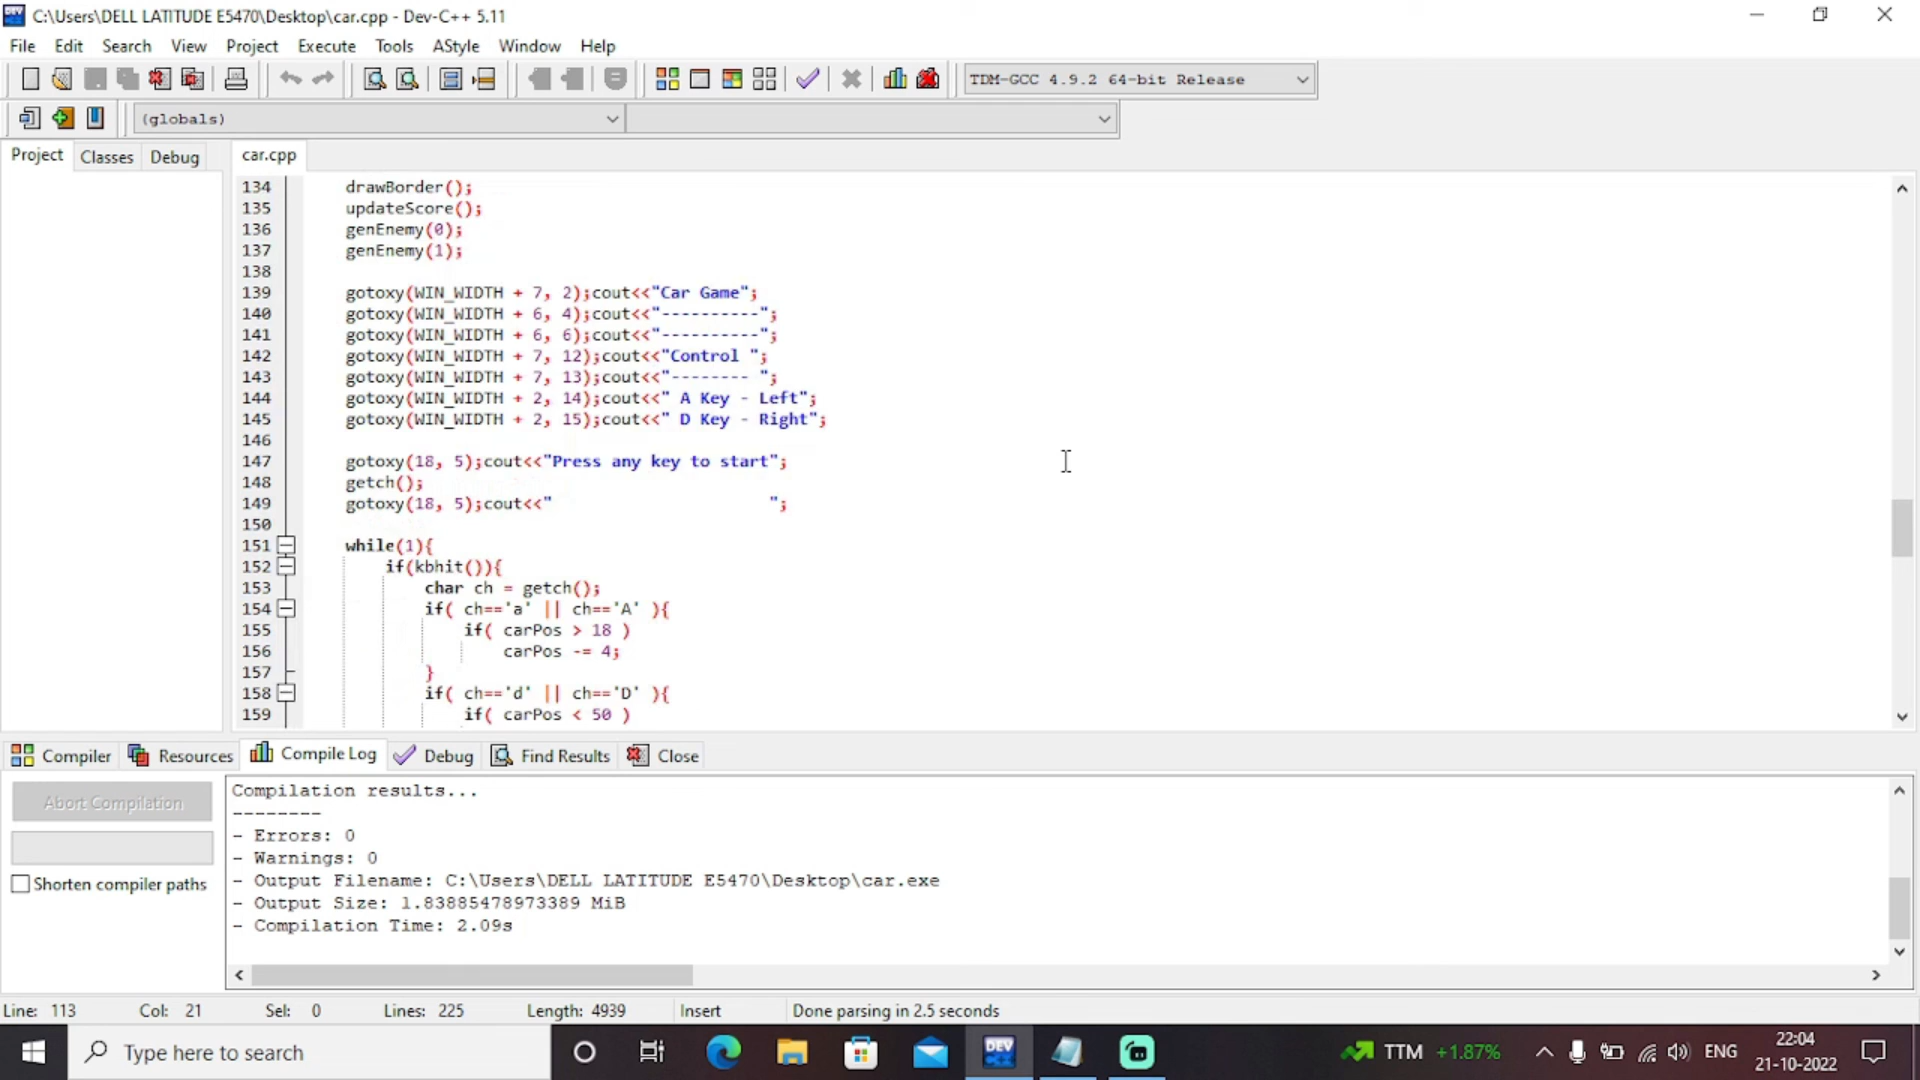 C:\Users\DELL LATITUDE E5470\Desktop\car.cpp - Dev-C++ 5.11
File Edit Search View Project Execute Tools AStyle Window Help
TDM-GCC 4.9.2 64-bit Release
(globals)
Project Classes Debug car.cpp
134 drawBorder();
135 updateScore();
136 genEnemy(0);
137 genEnemy(1);
138
139 gotoxy(WIN_WIDTH + 7, 2);cout<<"Car Game";
140 gotoxy(WIN_WIDTH + 6, 4);cout<<"----------";
141 gotoxy(WIN_WIDTH + 6, 6);cout<<"----------";
142 gotoxy(WIN_WIDTH + 7, 12);cout<<"Control ";
143 gotoxy(WIN_WIDTH + 7, 13);cout<<"-------- ";
144 gotoxy(WIN_WIDTH + 2, 14);cout<<" A Key - Left";
145 gotoxy(WIN_WIDTH + 2, 15);cout<<" D Key - Right";
146
147 gotoxy(18, 5);cout<<"Press any key to start";
148 getch();
149 gotoxy(18, 5);cout<<"                      ";
150
151 while(1){
152 if(kbhit()){
153 char ch = getch();
154 if( ch=='a' || ch=='A' ){
155 if( carPos > 18 )
156 carPos -= 4;
157 }
158 if( ch=='d' || ch=='D' ){
159 if( carPos < 50 )
Compiler Resources Compile Log Debug Find Results Close
Abort Compilation
Shorten compiler paths
Compilation results...
--------
- Errors: 0
- Warnings: 0
- Output Filename: C:\Users\DELL LATITUDE E5470\Desktop\car.exe
- Output Size: 1.83885478973389 MiB
- Compilation Time: 2.09s
Line: 113 Col: 21 Sel: 0 Lines: 225 Length: 4939 Insert Done parsing in 2.5 seconds
Type here to search
DEV
TTM +1.87%
ENG
22:04
21-10-2022